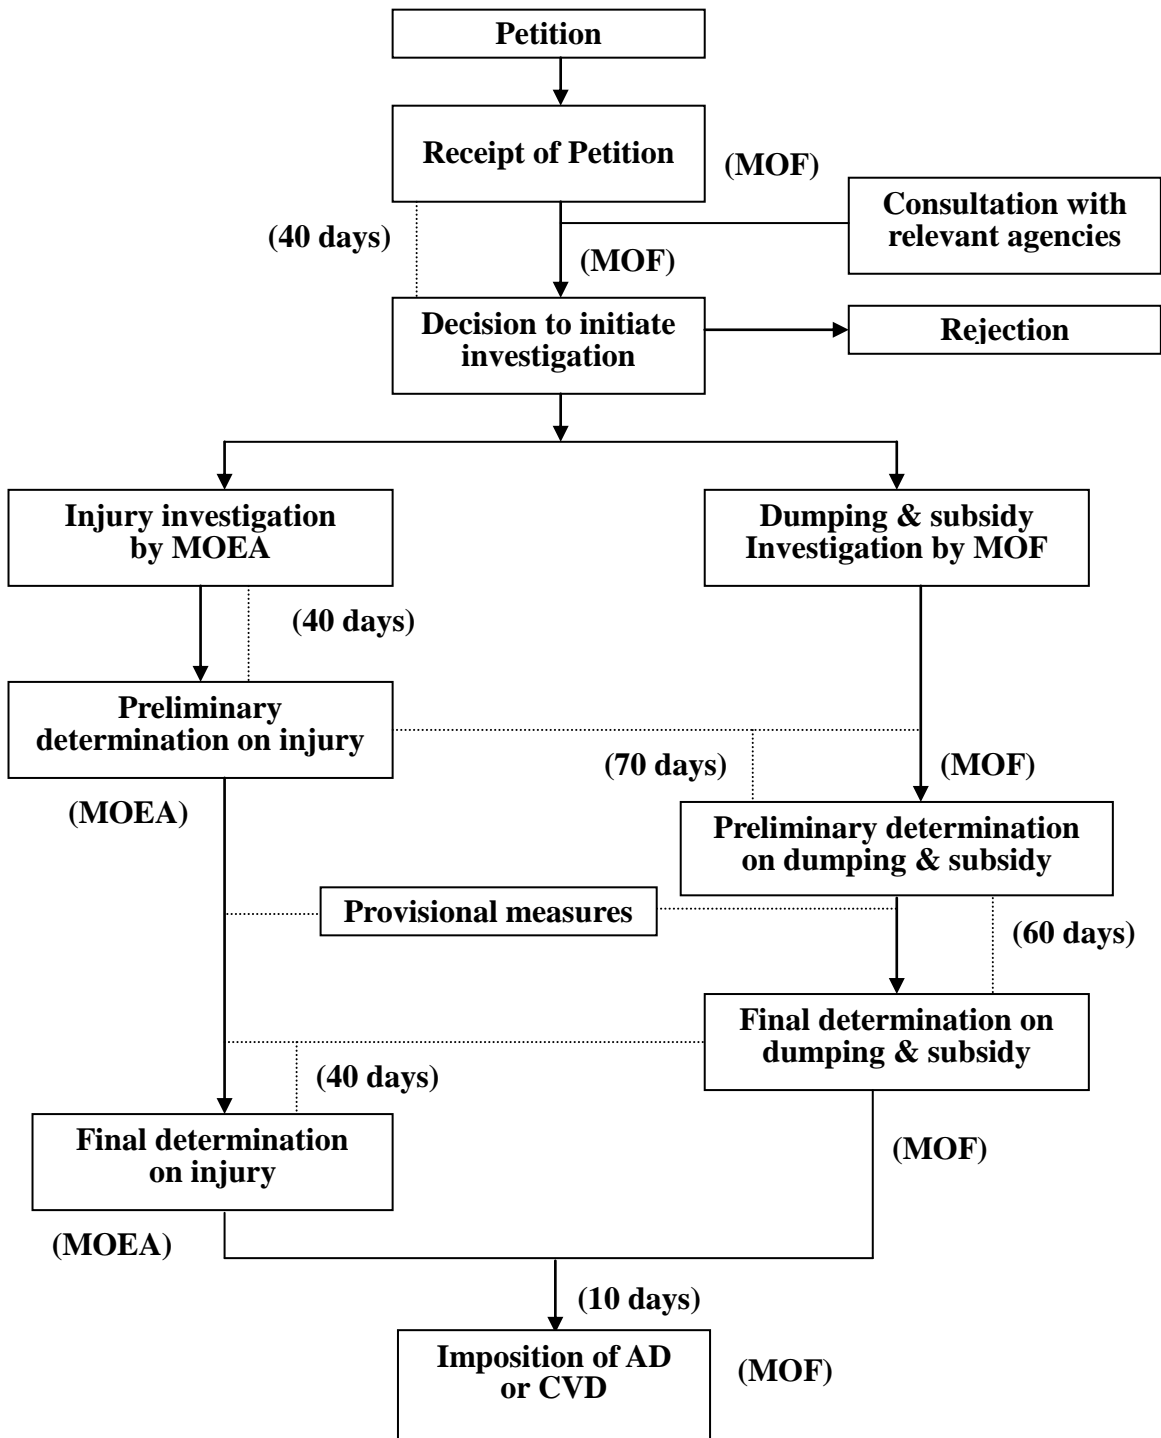 Petition
Receipt of Petition
(MOF)
Consultation with
relevant agencies
(40 days)
(MOF)
Decision to initiate
investigation
Rejection
Injury investigation
by MOEA
Dumping & subsidy
Investigation by MOF
(40 days)
Preliminary
determination on injury
(70 days)
(MOF)
(MOEA)
Preliminary determination
on dumping & subsidy
Provisional measures
(60 days)
Final determination on
dumping & subsidy
(40 days)
Final determination
on injury
(MOF)
(MOEA)
(10 days)
Imposition of AD
or CVD
(MOF)